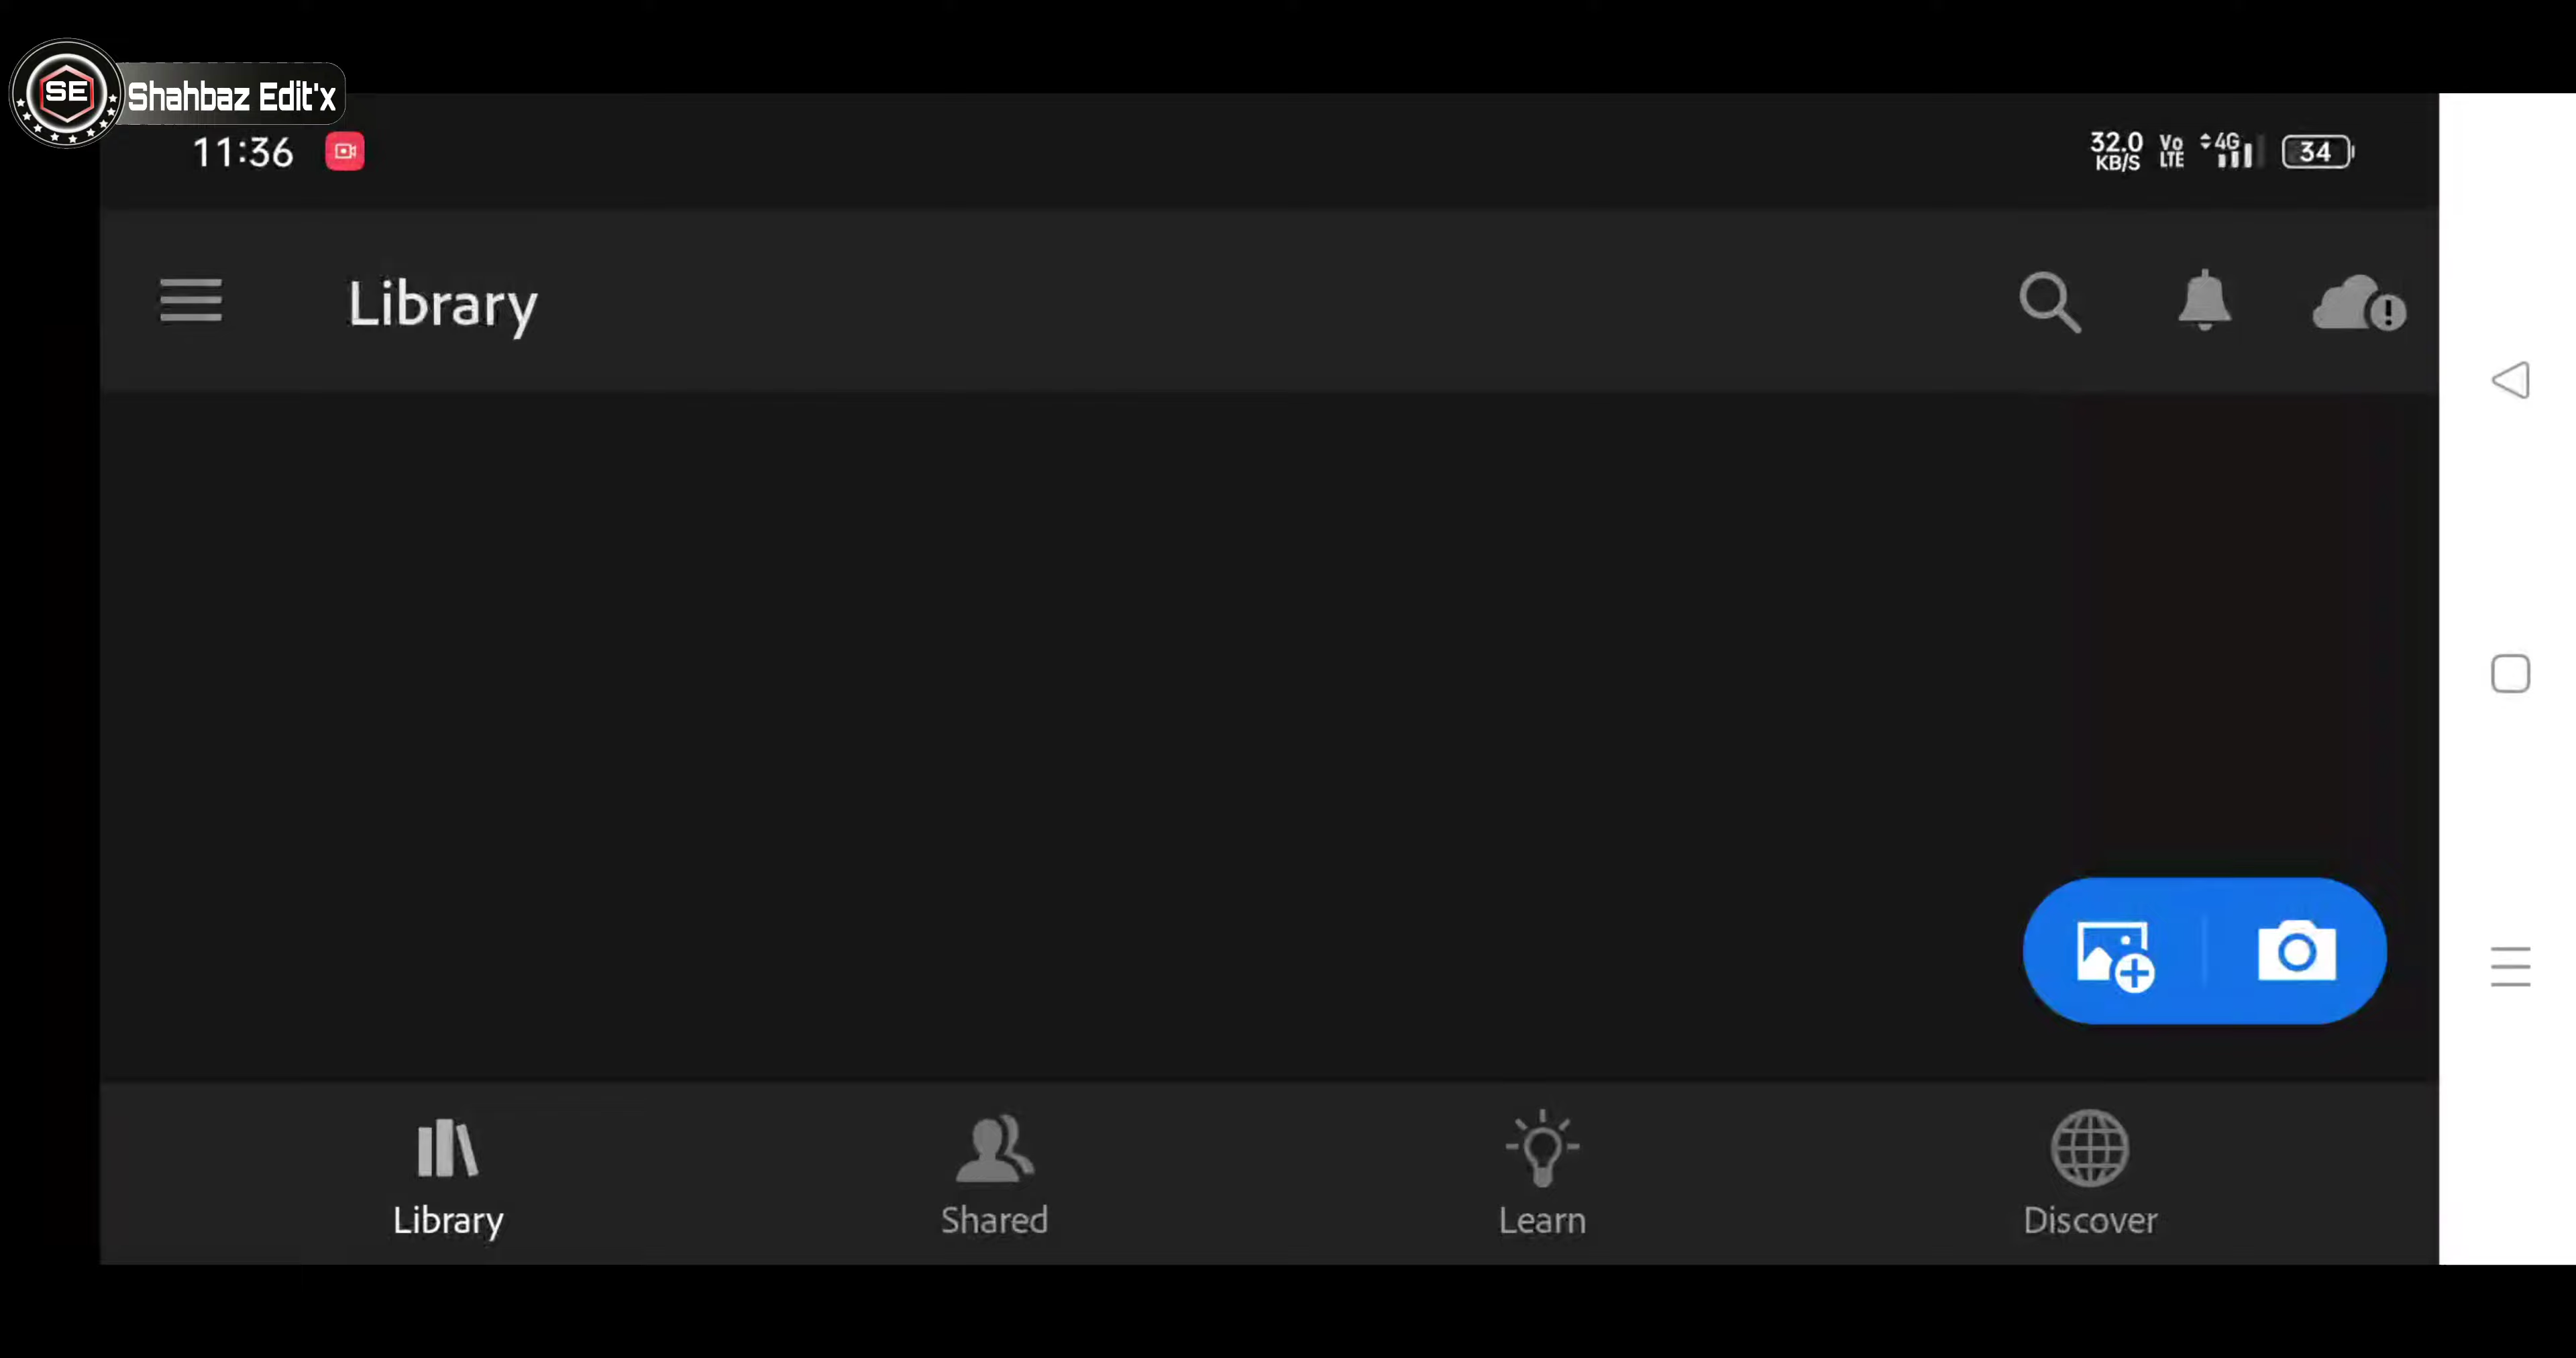 SE
Shahbaz Edit'x
11:36
32.0
KB/S
Vo
LTE
4G
34
Library
Library
Shared
Learn
Discover